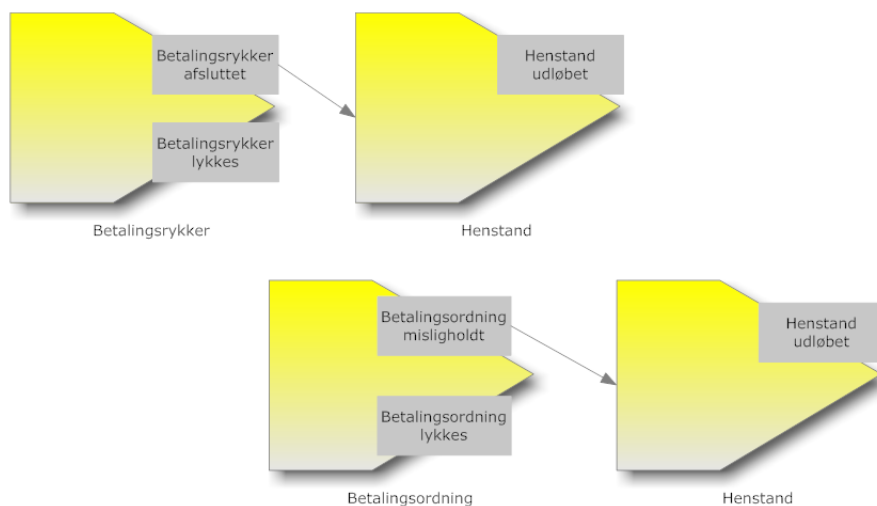 Betalingsrykker
afsluttet
Henstand
udløbet
Betalingsrykker
lykkes
Betalingsrykker
Henstand
Betalingsordning
misligholdt
Henstand
udløbet
Betalingsordning
lykkes
Betalingsordning
Henstand